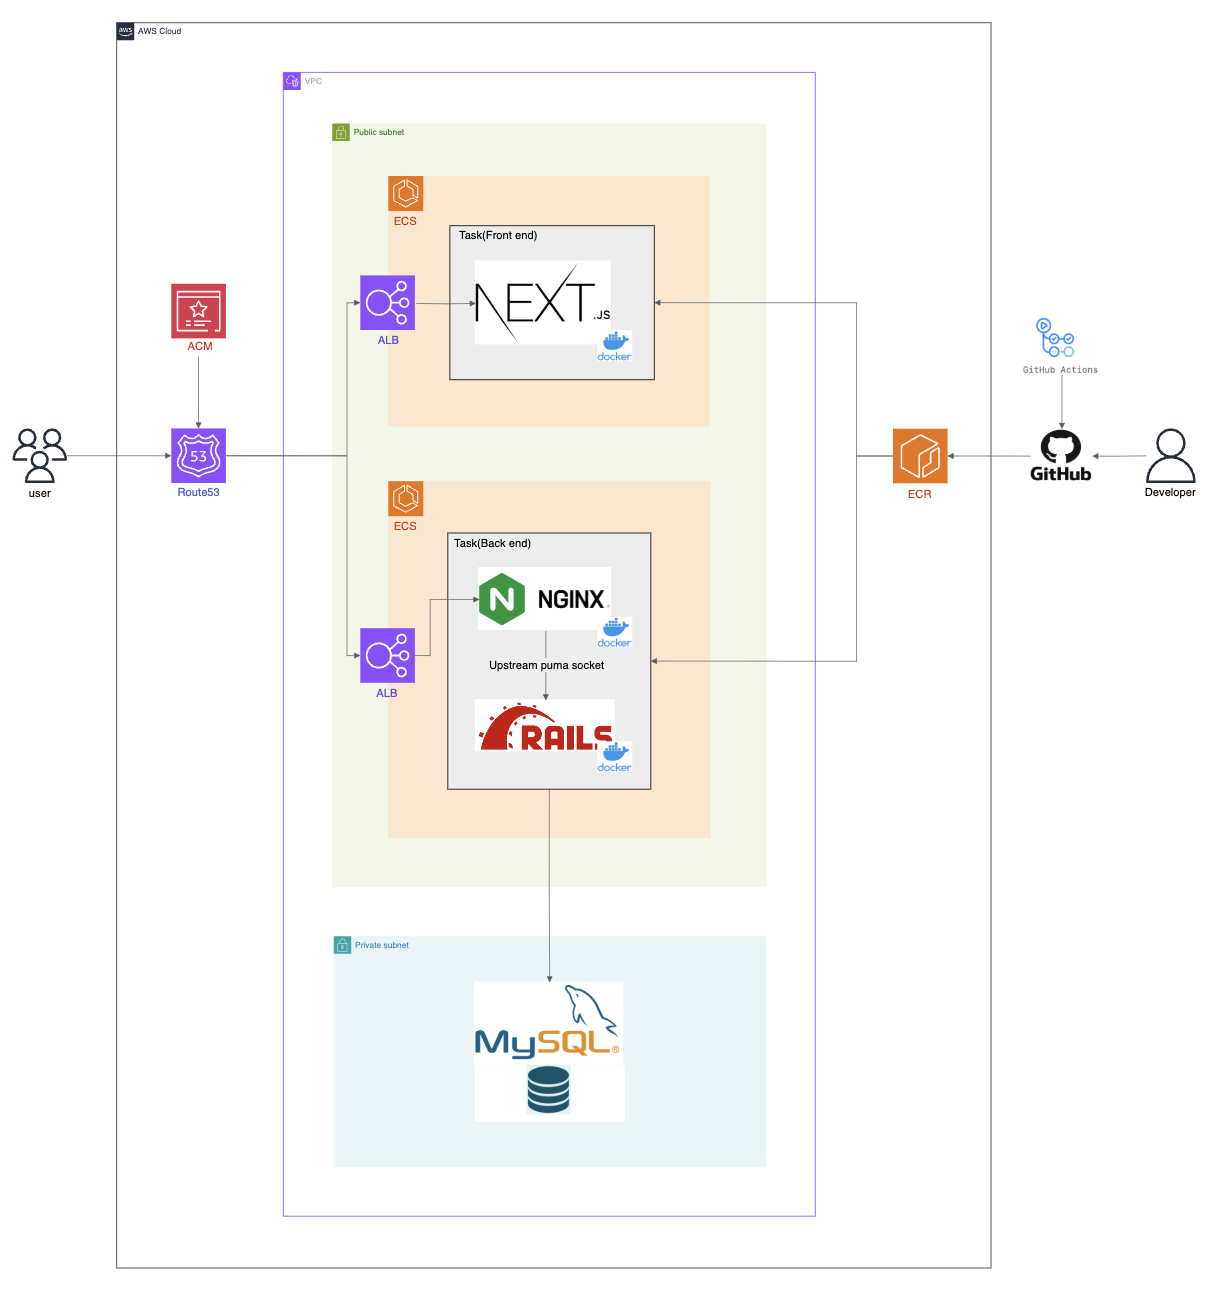 aws
AWS Cloud
VPC
Public subnet
ECS
Task(Front end)
NEXT
.JS
docker
ALB
ACM
GitHub Actions
53
Route53
user
ECR
GitHub
Developer
ECS
Task(Back end)
N
NGINX
docker
Upstream puma socket
ALB
RAILS
docker
Private subnet
MySQL®